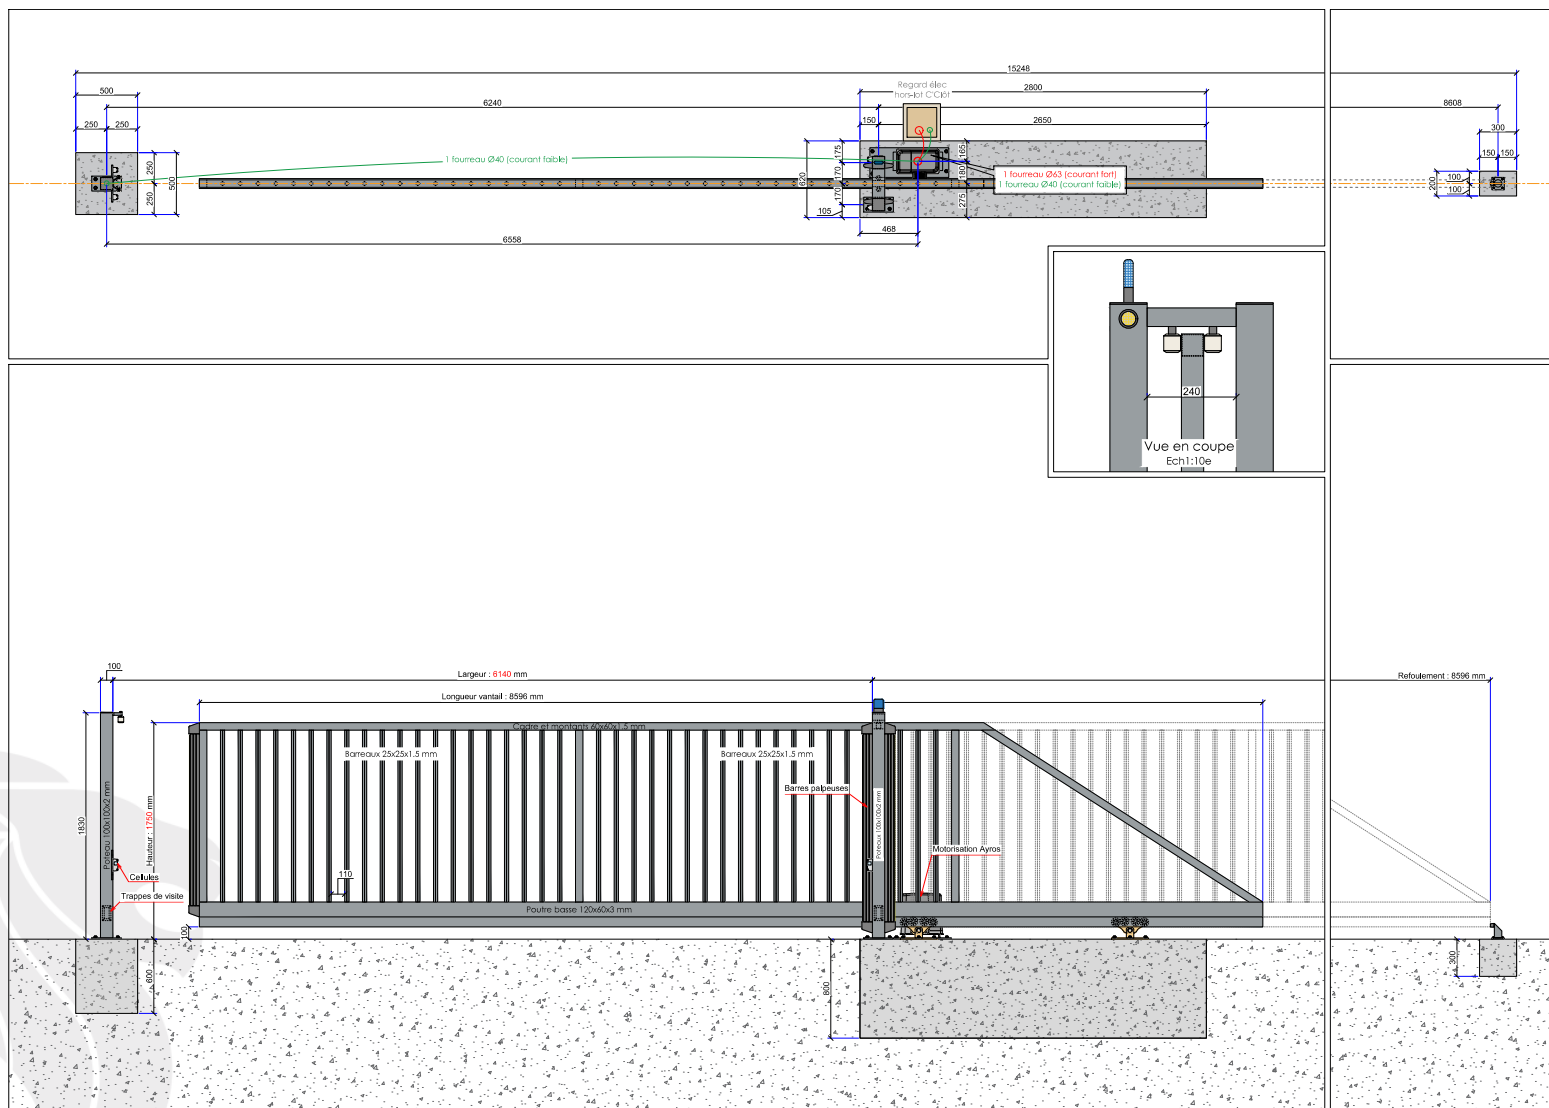 15248
500
Regard élec
hors-lot C'Clôt
2800
6240
8608
250
250
150
2650
300
150
150
1 fourreau Ø40 (courant faible)
175
165
250
500
620
170
180
1 fourreau Ø63 (courant fort)
1 fourreau Ø40 (courant faible)
200
100
100
250
170
275
105
468
6558
240
Vue en coupe
Ech1:10e
100
Largeur : 6140 mm
Refoulement : 8596 mm
Longueur vantail : 8596 mm
Cadre et montants 60x60x1.5 mm
Barreaux 25x25x1.5 mm
Barreaux 25x25x1.5 mm
Barres palpeuses
1830
Poteau 100x100x2 mm
Hauteur : 1750 mm
Poteaux 100x100x2 mm
Motorisation Ayros
Cellules
110
Trappes de visite
Poutre basse 120x60x3 mm
100
600
800
300